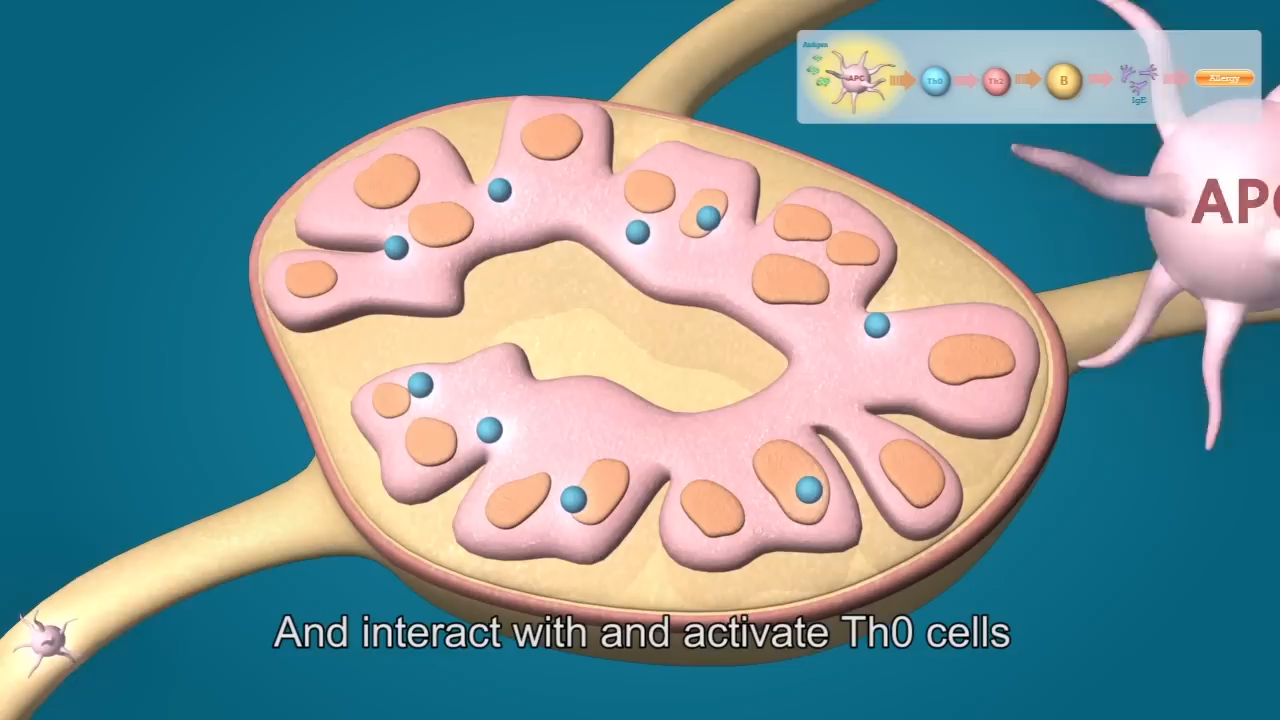 Antigen
APC
Th0
Th2
B
IgE
Allergy
APC
And interact with and activate Th0 cells